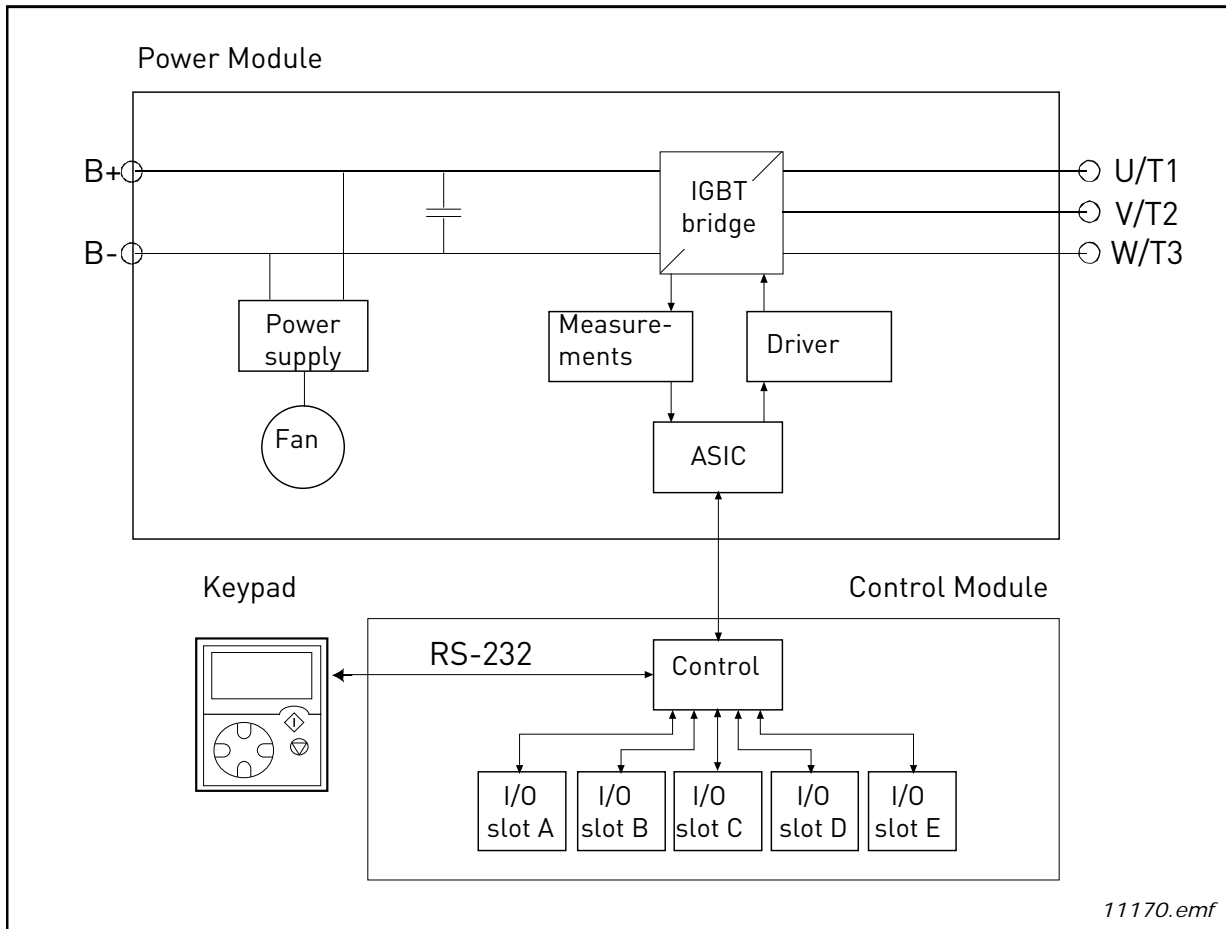 Power Module
B+
B-
IGBT
bridge
U/T1
V/T2
W/T3
Power
supply
Measure-
ments
Driver
Fan
ASIC
Keypad
Control Module
RS-232
Control
I/O
slot A
I/O
slot B
I/O
slot C
I/O
slot D
I/O
slot E
11170.emf